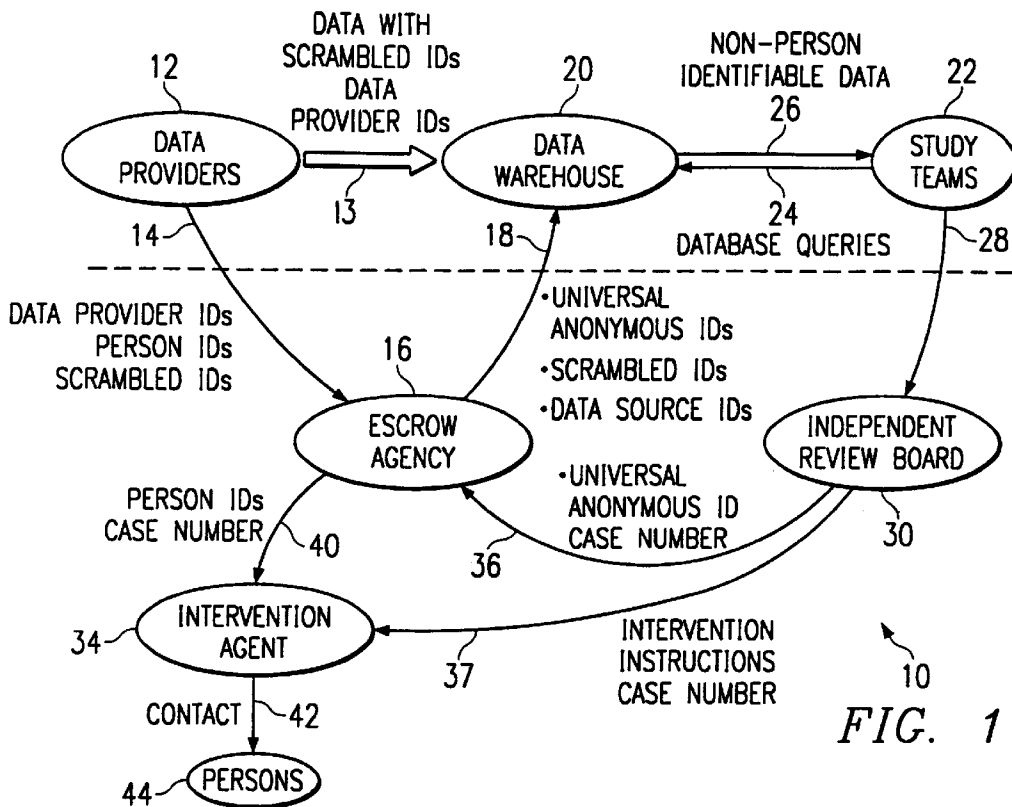 DATA WITH
SCRAMBLED IDs
DATA
PROVIDER IDs
NON-PERSON
IDENTIFIABLE DATA
12
20
22
26
DATA
PROVIDERS
DATA
WAREHOUSE
STUDY
TEAMS
13
24
14
18
DATABASE QUERIES
28
DATA PROVIDER IDs
PERSON IDs
SCRAMBLED IDs
•UNIVERSAL
ANONYMOUS IDs
•SCRAMBLED IDs
•DATA SOURCE IDs
16
ESCROW
AGENCY
INDEPENDENT
REVIEW BOARD
30
•UNIVERSAL
ANONYMOUS ID
CASE NUMBER
PERSON IDs
CASE NUMBER
40
36
INTERVENTION
AGENT
34
37
INTERVENTION
INSTRUCTIONS
CASE NUMBER
10
CONTACT
42
FIG. 1
PERSONS
44